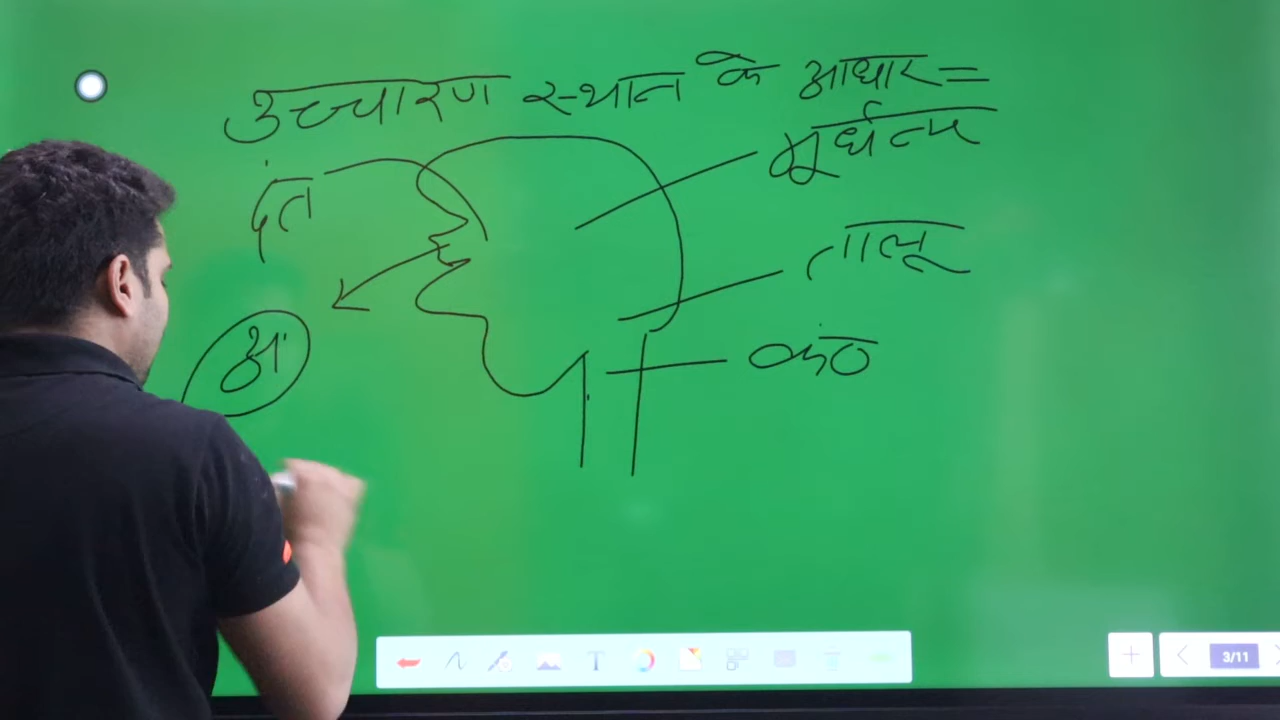 उच्चारण स्थान के आधार =
मूर्धन्य
दंत
तालू
कंठ
3/11